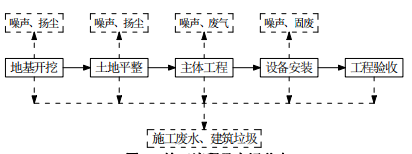 噪声、扬尘 噪声、扬尘 噪声、废气 噪声、固废
地基开挖 土地平整 主体工程 设备安装 工程验收
施工废水、建筑垃圾